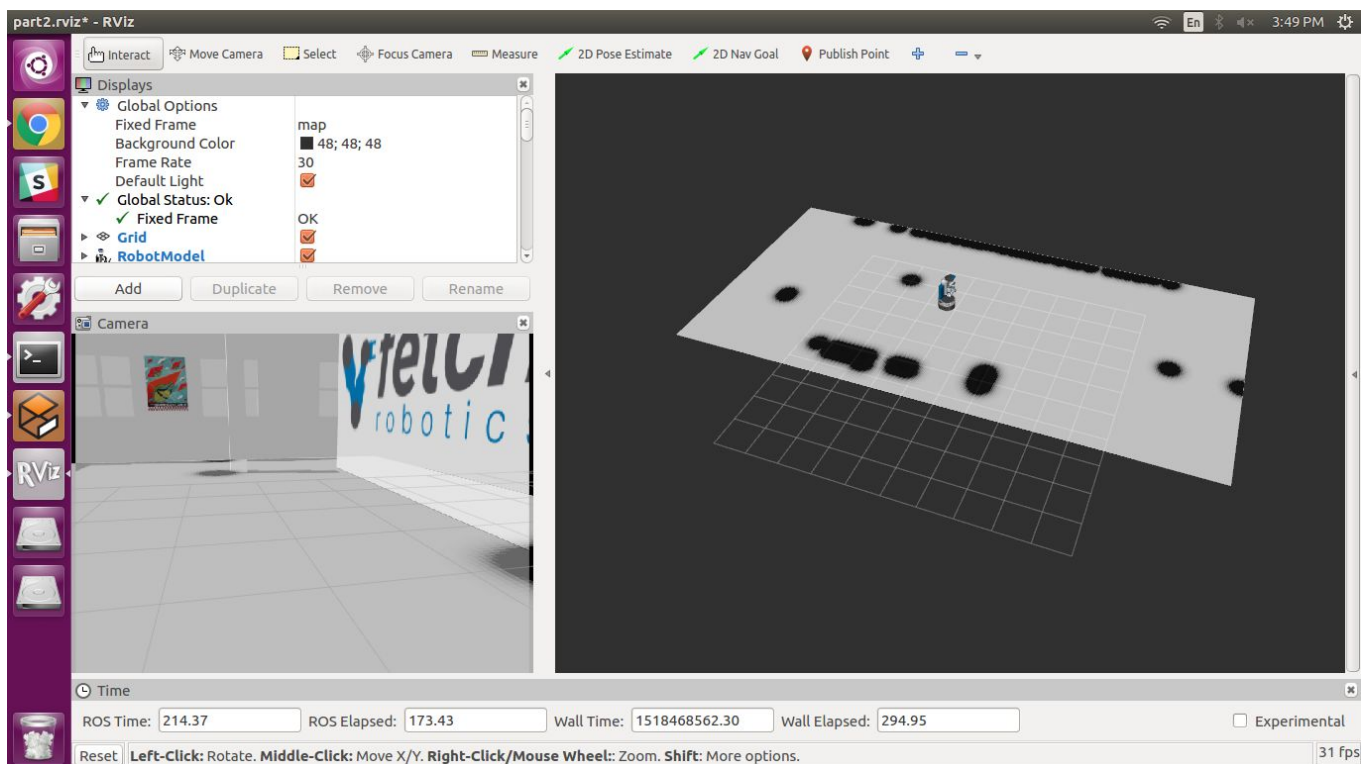 part2.rviz* - RViz
En
3:49 PM
Interact Move Camera Select Focus Camera Measure 2D Pose Estimate 2D Nav Goal Publish Point
Displays
Global Options
Fixed Frame map
Background Color 48; 48; 48
Frame Rate 30
Default Light
Global Status: Ok
Fixed Frame OK
Grid
RobotModel
Add Duplicate Remove Rename
Camera
fetch
robotic s
S
>_
RViz
Time
ROS Time: 214.37 ROS Elapsed: 173.43 Wall Time: 1518468562.30 Wall Elapsed: 294.95 Experimental
Reset Left-Click: Rotate. Middle-Click: Move X/Y. Right-Click/Mouse Wheel:: Zoom. Shift: More options. 31 fps